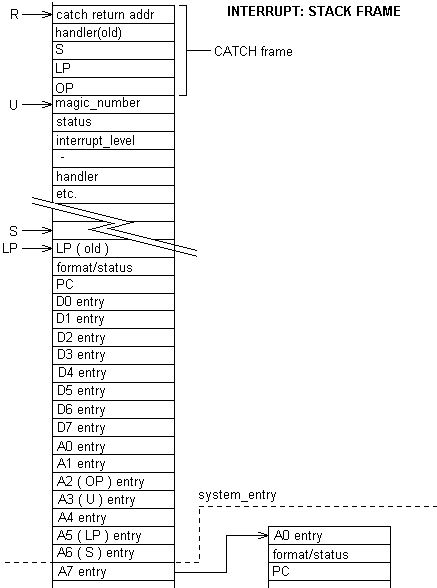 INTERRUPT: STACK FRAME
R
catch return addr
handler(old)
S
CATCH frame
LP
OP
U
magic_number
status
interrupt_level
-
handler
etc.
S
LP
LP ( old )
format/status
PC
D0 entry
D1 entry
D2 entry
D3 entry
D4 entry
D5 entry
D6 entry
D7 entry
A0 entry
A1 entry
A2 ( OP ) entry
A3 ( U ) entry
system_entry
A4 entry
A5 ( LP ) entry
A0 entry
A6 ( S ) entry
format/status
A7 entry
PC